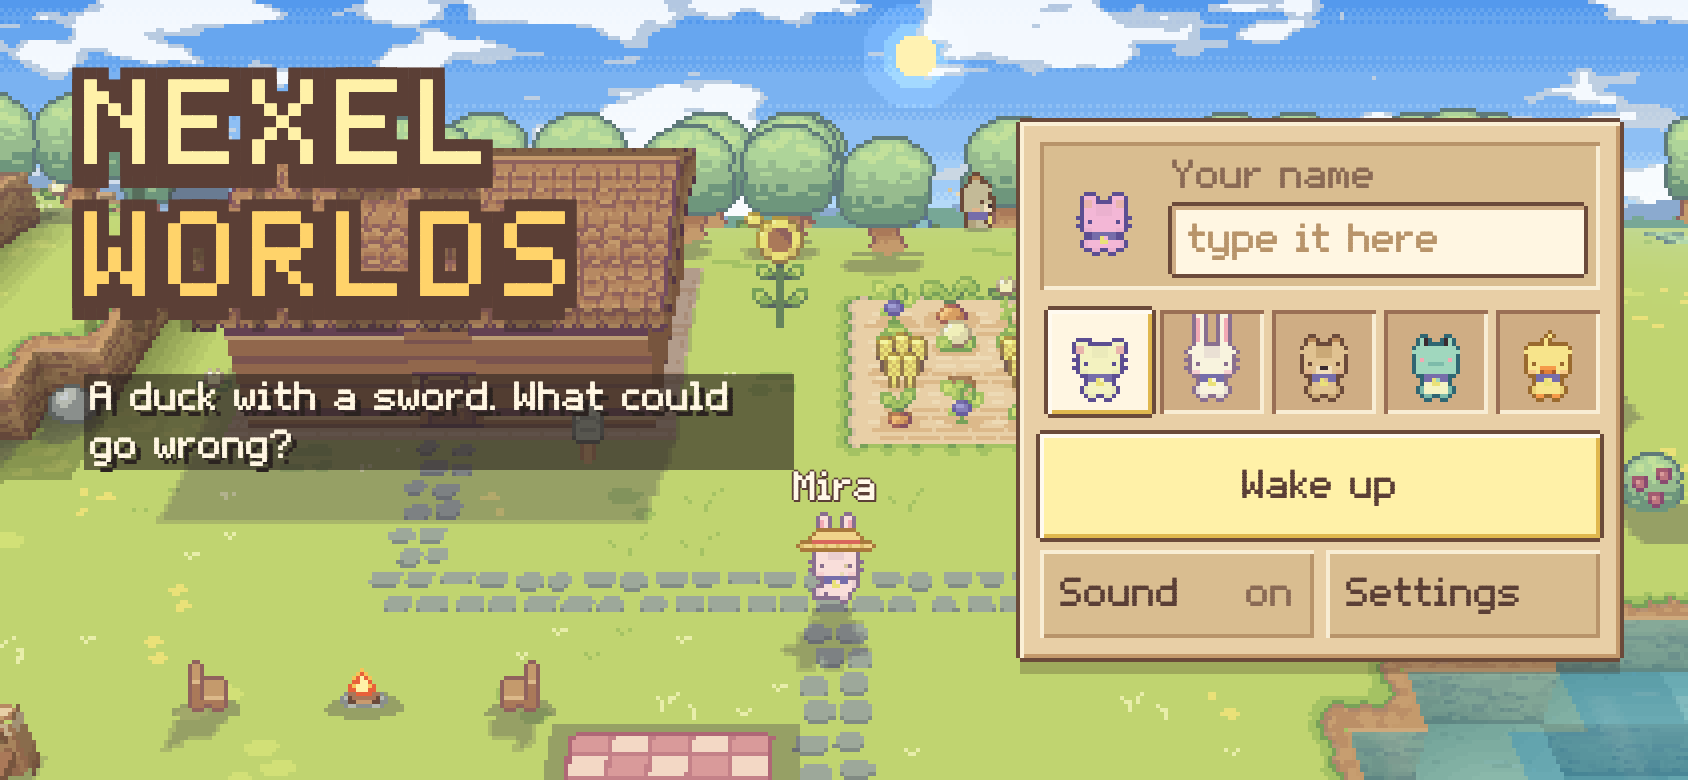 NEXEL
WORLDS
A duck with a sword. What could
go wrong?
Mira
Your name
type it here
Wake up
Sound on
Settings